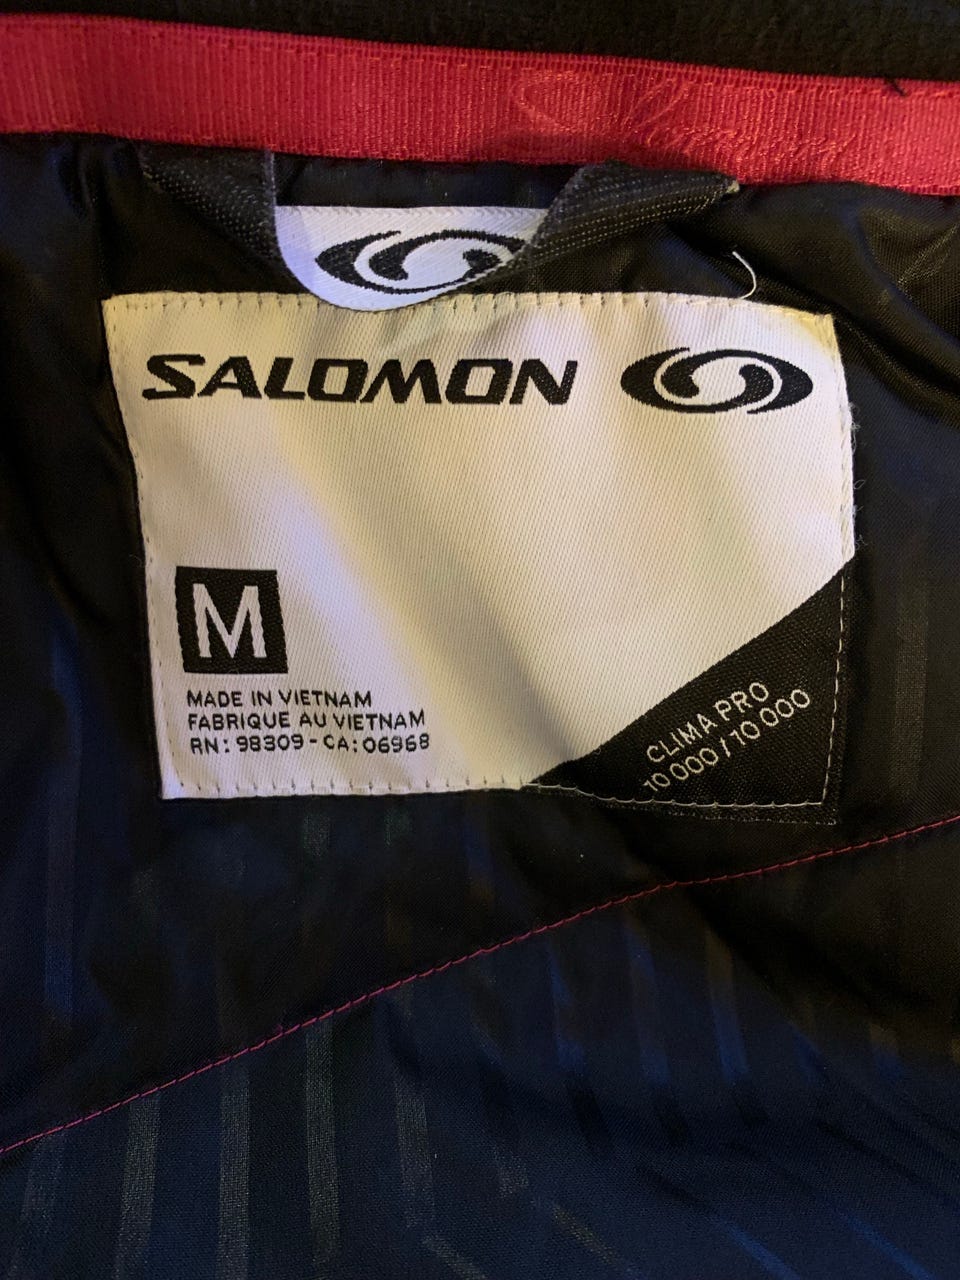 SALOMON
M
MADE IN VIETNAM
FABRIQUE AU VIETNAM
RN: 98309 - CA: 06968
CLIMA PRO
10 000 / 10 000